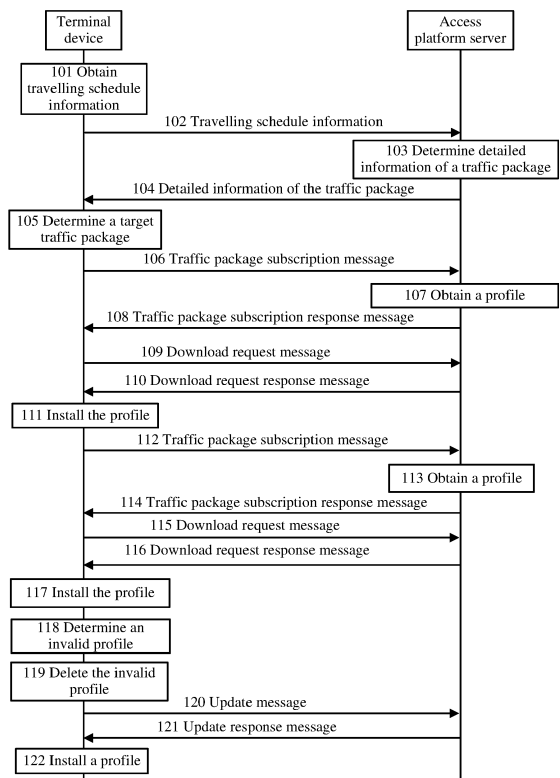 Terminal
device
Access
platform server
101 Obtain
travelling schedule
information
102 Travelling schedule information
103 Determine detailed
information of a traffic package
104 Detailed information of the traffic package
105 Determine a target
traffic package
106 Traffic package subscription message
107 Obtain a profile
108 Traffic package subscription response message
109 Download request message
110 Download request response message
111 Install the profile
112 Traffic package subscription message
113 Obtain a profile
114 Traffic package subscription response message
115 Download request message
116 Download request response message
117 Install the profile
118 Determine an
invalid profile
119 Delete the invalid
profile
120 Update message
121 Update response message
122 Install a profile